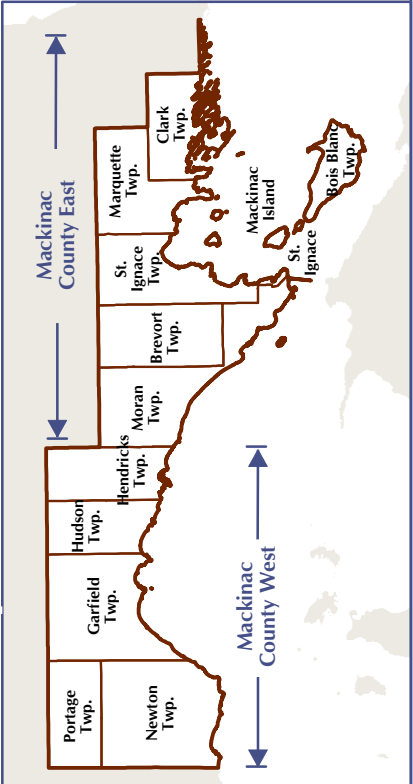 Mackinac
County East
Clark
Twp.
Marquette
Twp.
St.
Ignace
Twp.
Brevort
Twp.
Moran
Twp.
Hendricks
Twp.
Hudson
Twp.
Garfield
Twp.
Portage
Twp.
Newton
Twp.
Mackinac
Island
Bois Blanc
Twp.
St.
Ignace
Mackinac
County West